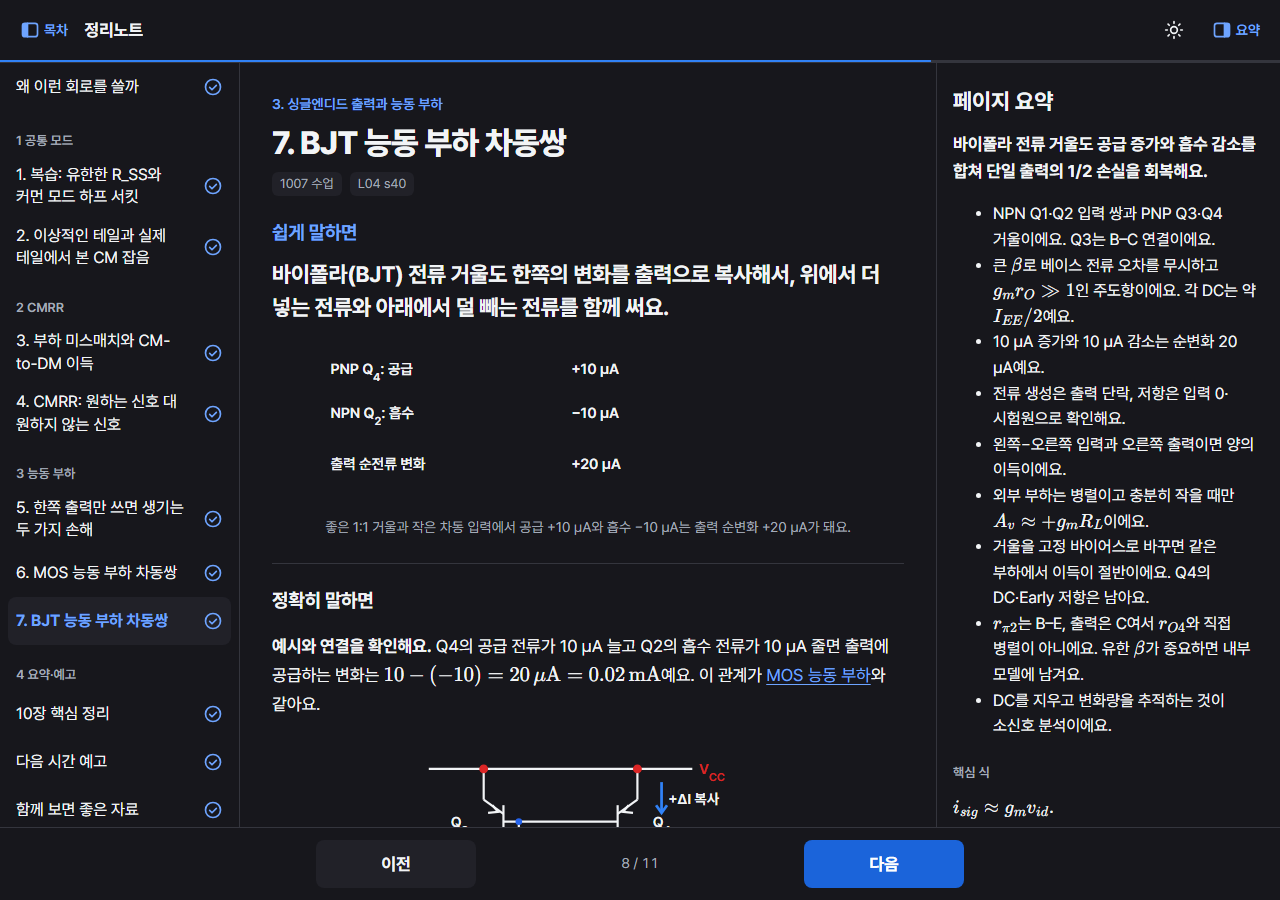 목차
정리노트
요약
왜 이런 회로를 쓸까
1 공통 모드
1. 복습: 유한한 R_SS와
커먼 모드 하프 서킷
2. 이상적인 테일과 실제
테일에서 본 CM 잡음
2 CMRR
3. 부하 미스매치와 CM-
to-DM 이득
4. CMRR: 원하는 신호 대
원하지 않는 신호
3 능동 부하
5. 한쪽 출력만 쓰면 생기는
두 가지 손해
6. MOS 능동 부하 차동쌍
7. BJT 능동 부하 차동쌍
4 요약·예고
10장 핵심 정리
다음 시간 예고
함께 보면 좋은 자료
3. 싱글엔디드 출력과 능동 부하
7. BJT 능동 부하 차동쌍
1007 수업
L04 s40
쉽게 말하면
바이폴라(BJT) 전류 거울도 한쪽의 변화를 출력으로 복사해서, 위에서 더
넣는 전류와 아래에서 덜 빼는 전류를 함께 써요.
PNP Q4: 공급 +10 μA
NPN Q2: 흡수 −10 μA
출력 순전류 변화 +20 μA
좋은 1:1 거울과 작은 차동 입력에서 공급 +10 μA와 흡수 −10 μA는 출력 순변화 +20 μA가 돼요.
정확히 말하면
예시와 연결을 확인해요. Q4의 공급 전류가 10 μA 늘고 Q2의 흡수 전류가 10 μA 줄면 출력에
공급하는 변화는 10 − (−10) = 20 μA = 0.02 mA예요. 이 관계가 MOS 능동 부하와
같아요.
VCC
+ΔI 복사
페이지 요약
바이폴라 전류 거울도 공급 증가와 흡수 감소를
합쳐 단일 출력의 1/2 손실을 회복해요.
• NPN Q1·Q2 입력 쌍과 PNP Q3·Q4
거울이에요. Q3는 B–C 연결이에요.
• 큰 β로 베이스 전류 오차를 무시하고
gmrO ≫ 1인 주도항이에요. 각 DC는 약
IEE/2예요.
• 10 μA 증가와 10 μA 감소는 순변화 20
μA예요.
• 전류 생성은 출력 단락, 저항은 입력 0·
시험원으로 확인해요.
• 왼쪽−오른쪽 입력과 오른쪽 출력이면 양의
이득이에요.
• 외부 부하는 병렬이고 충분히 작을 때만
Av ≈ +gmRL이에요.
• 거울을 고정 바이어스로 바꾸면 같은
부하에서 이득이 절반이에요. Q4의
DC·Early 저항은 남아요.
• rπ2는 B–E, 출력은 C여서 rO4와 직접
병렬이 아니에요. 유한 β가 중요하면 내부
모델에 남겨요.
• DC를 지우고 변화량을 추적하는 것이
소신호 분석이에요.
핵심 식
isig ≈ gmvid.
이전
8 / 11
다음